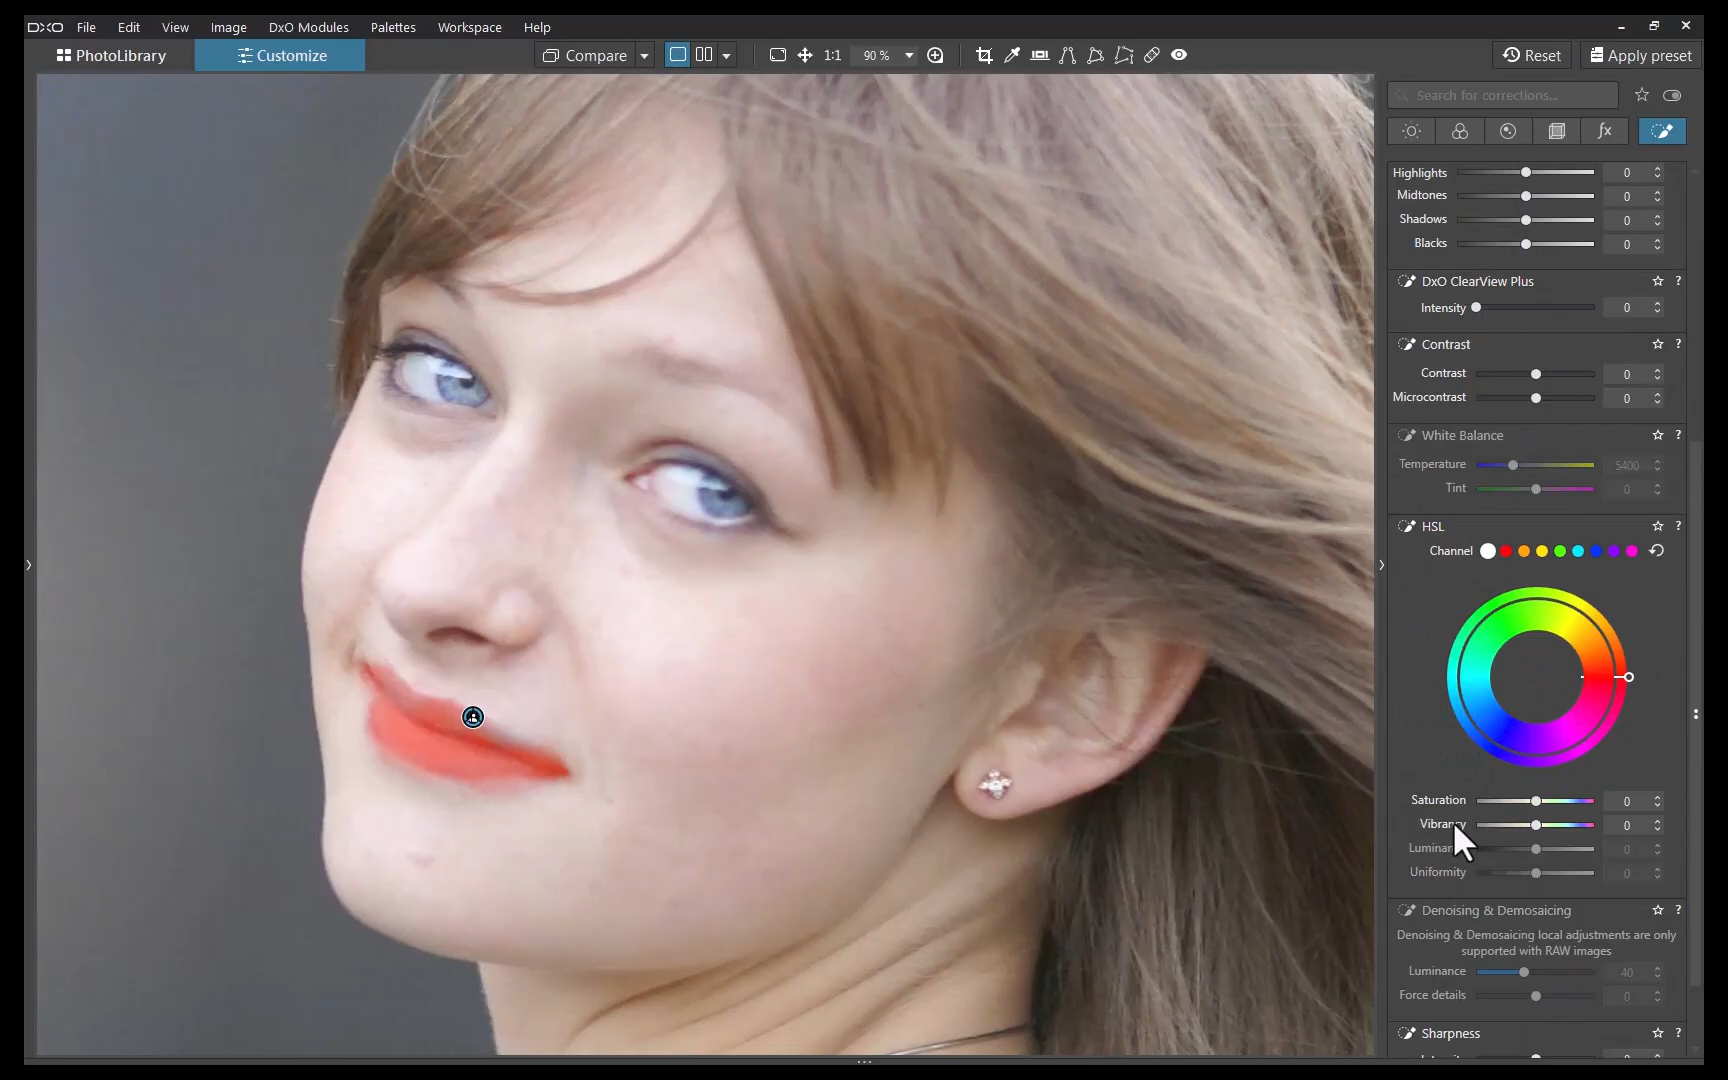 DXO File Edit View Image DxO Modules Palettes Workspace Help
PhotoLibrary Customize Compare 1:1 90 % Reset Apply preset
Search for corrections...
fx
Highlights 0
Midtones 0
Shadows 0
Blacks 0
DxO ClearView Plus ?
Intensity 0
Contrast ?
Contrast 0
Microcontrast 0
White Balance ?
Temperature 5400
Tint 0
HSL ?
Channel
Saturation 0
Vibrancy 0
Luminan 0
Uniformity 0
Denoising & Demosaicing ?
Denoising & Demosaicing local adjustments are only
supported with RAW images
Luminance 40
Force details 0
Sharpness ?